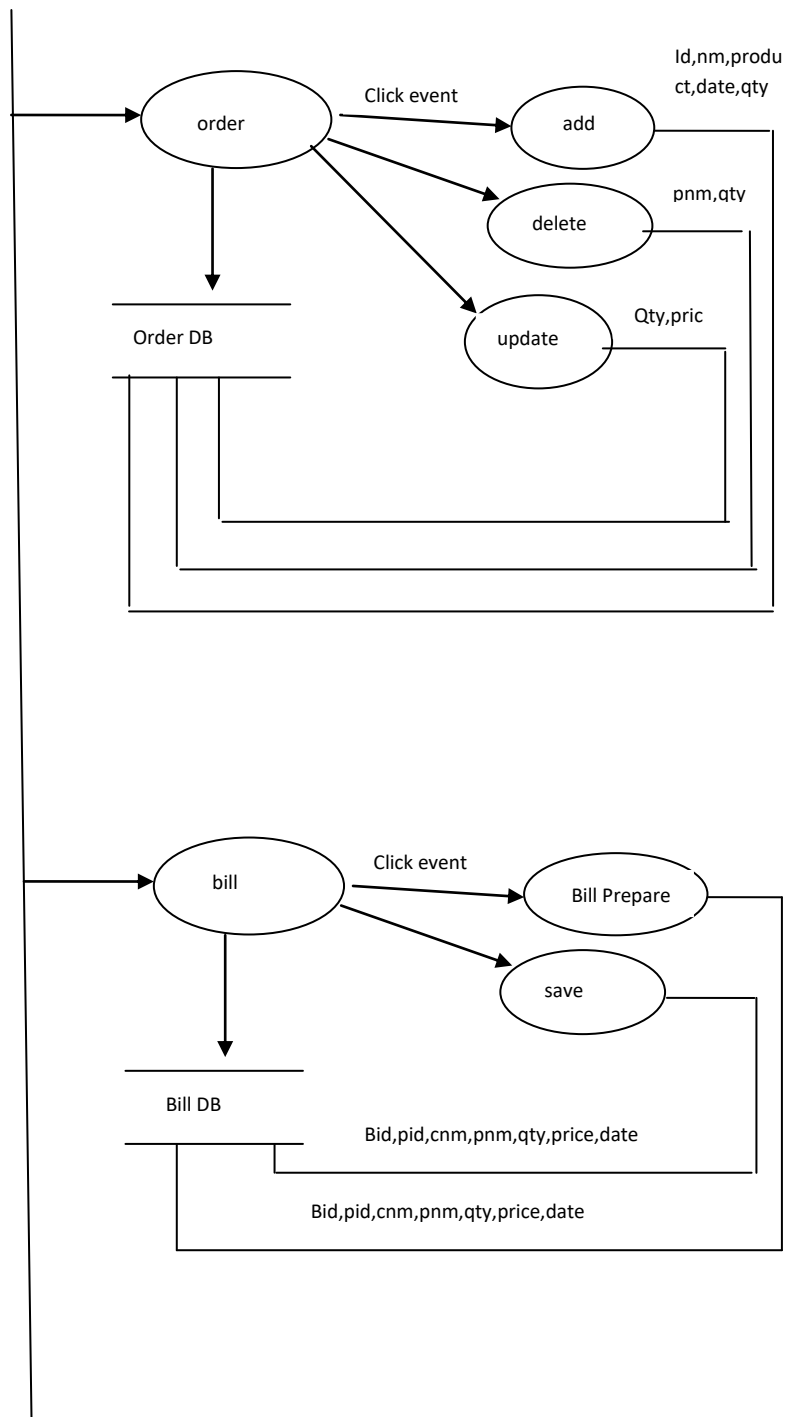 Id,nm,produ
ct,date,qty
Click event
order
add
pnm,qty
delete
Qty,pric
Order DB
update
Click event
bill
Bill Prepare
save
Bill DB
Bid,pid,cnm,pnm,qty,price,date
Bid,pid,cnm,pnm,qty,price,date